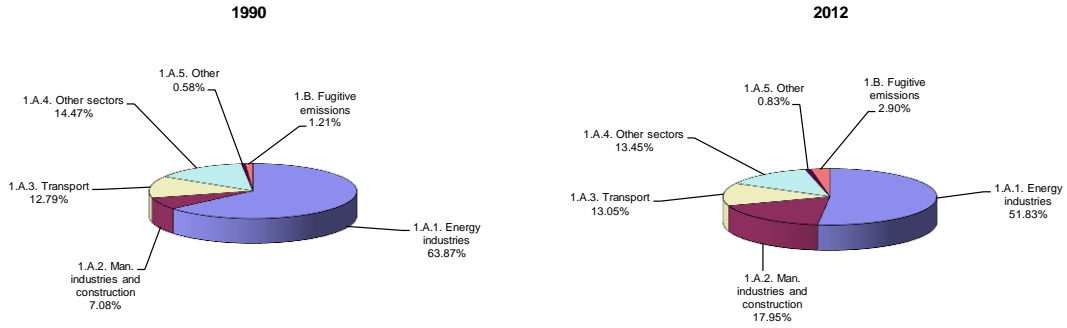 1990
1.A.5. Other
0.58%
1.B. Fugitive
emissions
1.21%
1.A.4. Other sectors
14.47%
1.A.3. Transport
12.79%
1.A.1. Energy
industries
63.87%
1.A.2. Man.
industries and
construction
7.08%
2012
1.A.5. Other
0.83%
1.B. Fugitive
emissions
2.90%
1.A.4. Other sectors
13.45%
1.A.3. Transport
13.05%
1.A.1. Energy
industries
51.83%
1.A.2. Man.
industries and
construction
17.95%